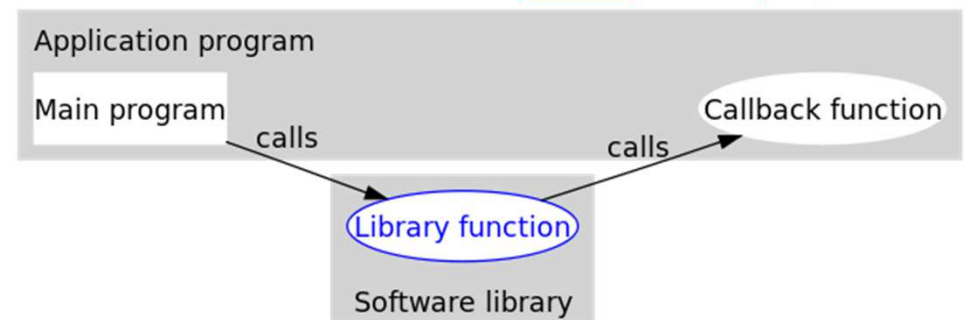 Application program
Main program
calls
calls
Callback function
Library function
Software library